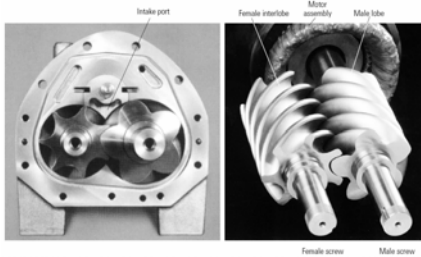 Intake port
Female interlobe
Motor
assembly
Male lobe
Female screw
Male screw